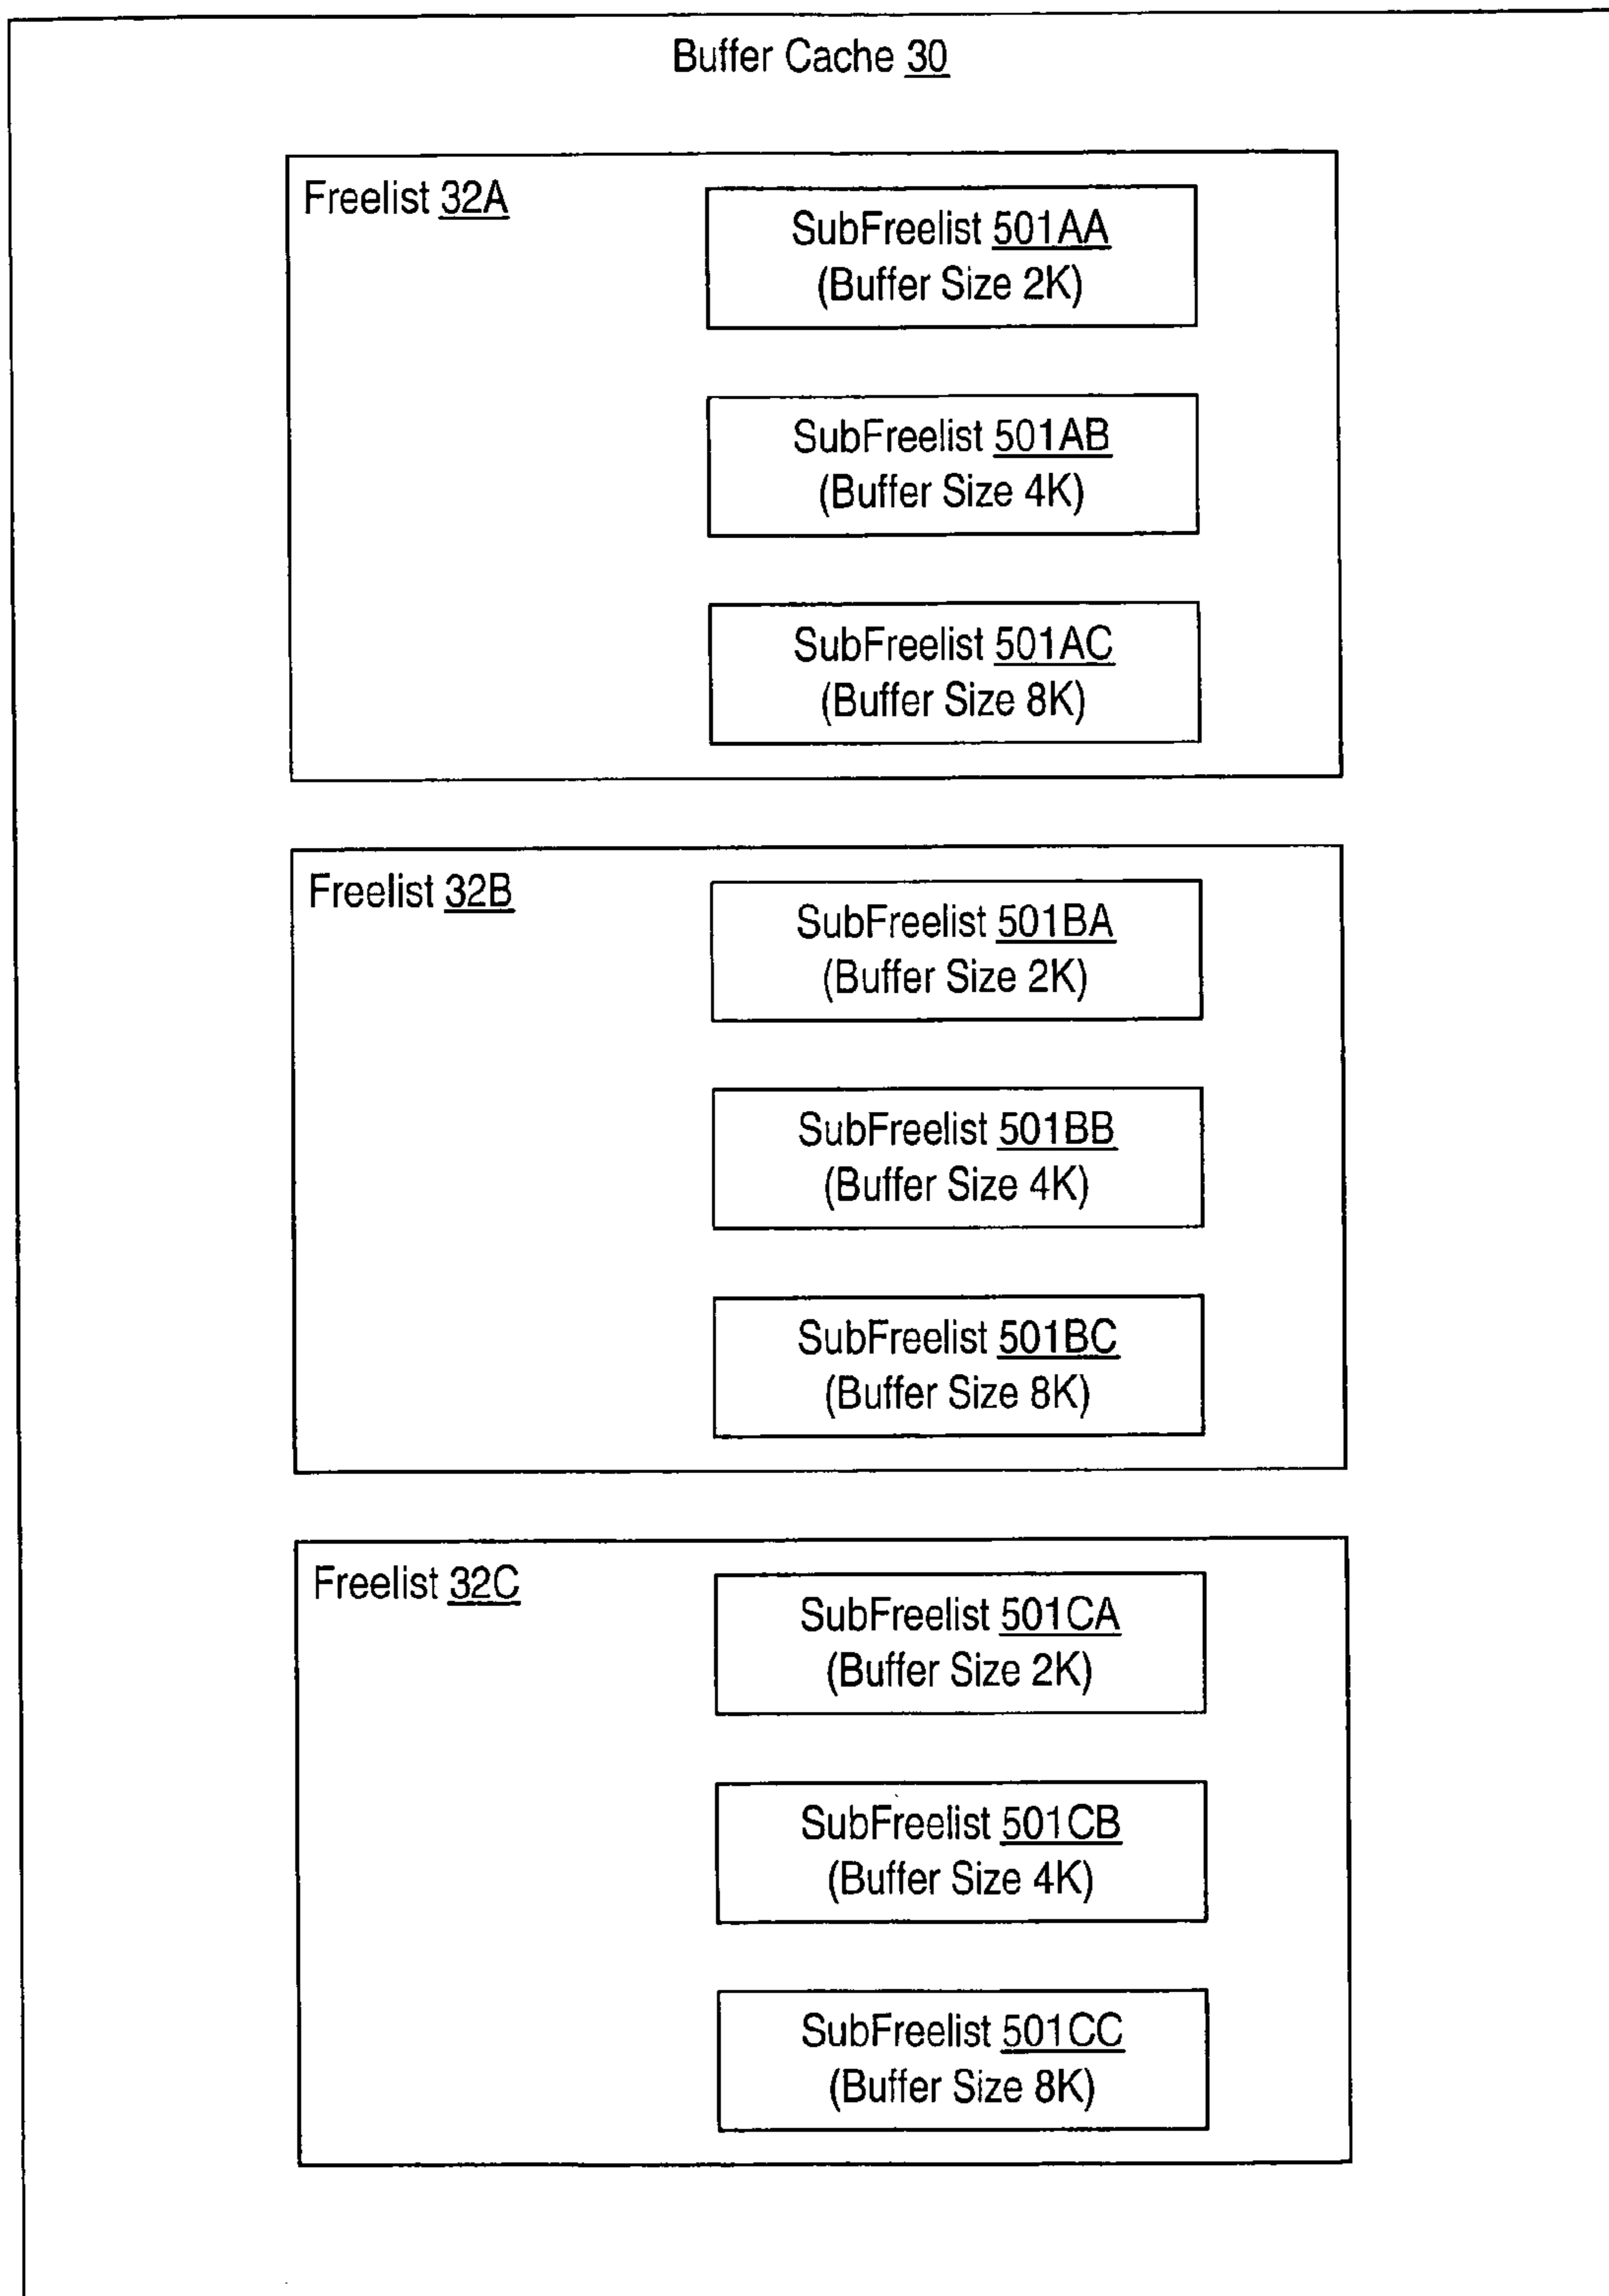 Buffer Cache 30
Freelist 32A
SubFreelist 501AA
(Buffer Size 2K)
SubFreelist 501AB
(Buffer Size 4K)
SubFreelist 501AC
(Buffer Size 8K)
Freelist 32B
SubFreelist 501BA
(Buffer Size 2K)
SubFreelist 501BB
(Buffer Size 4K)
SubFreelist 501BC
(Buffer Size 8K)
Freelist 32C
SubFreelist 501CA
(Buffer Size 2K)
SubFreelist 501CB
(Buffer Size 4K)
SubFreelist 501CC
(Buffer Size 8K)